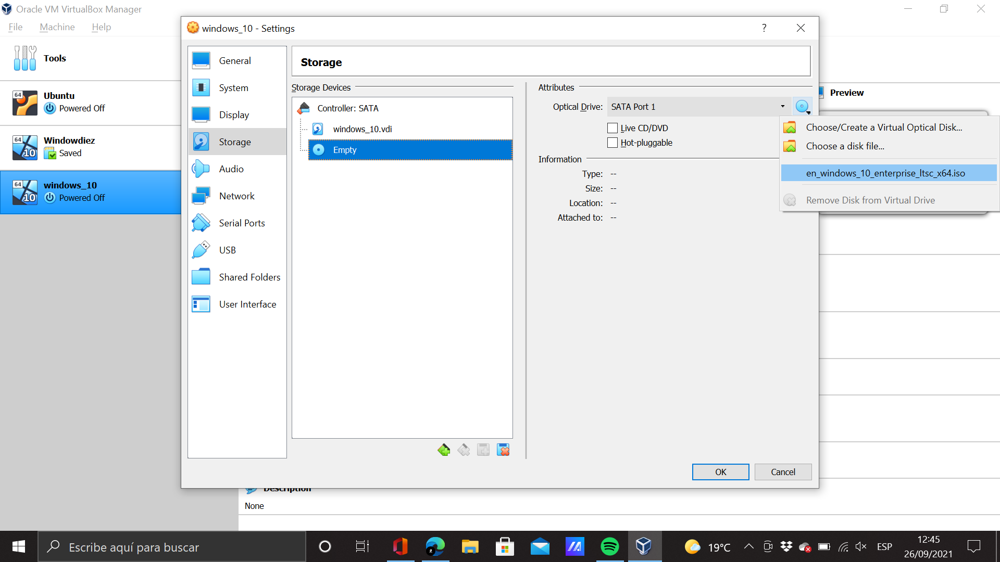 Oracle VM VirtualBox Manager
File Machine Help
Tools
64
Ubuntu
Powered Off
64
10
Windowdiez
Saved
64
10
windows_10
Powered Off
windows_10 - Settings
?
General
System
Display
Storage
Audio
Network
Serial Ports
USB
Shared Folders
User Interface
Storage
Storage Devices
Controller: SATA
windows_10.vdi
Empty
Attributes
Optical Drive: SATA Port 1
Live CD/DVD
Hot-pluggable
Information
Type: --
Size: --
Location: --
Attached to: --
OK
Cancel
Preview
Choose/Create a Virtual Optical Disk...
Choose a disk file...
en_windows_10_enterprise_ltsc_x64.iso
Remove Disk from Virtual Drive
Description
None
Escribe aquí para buscar
19°C
ESP
12:45
26/09/2021